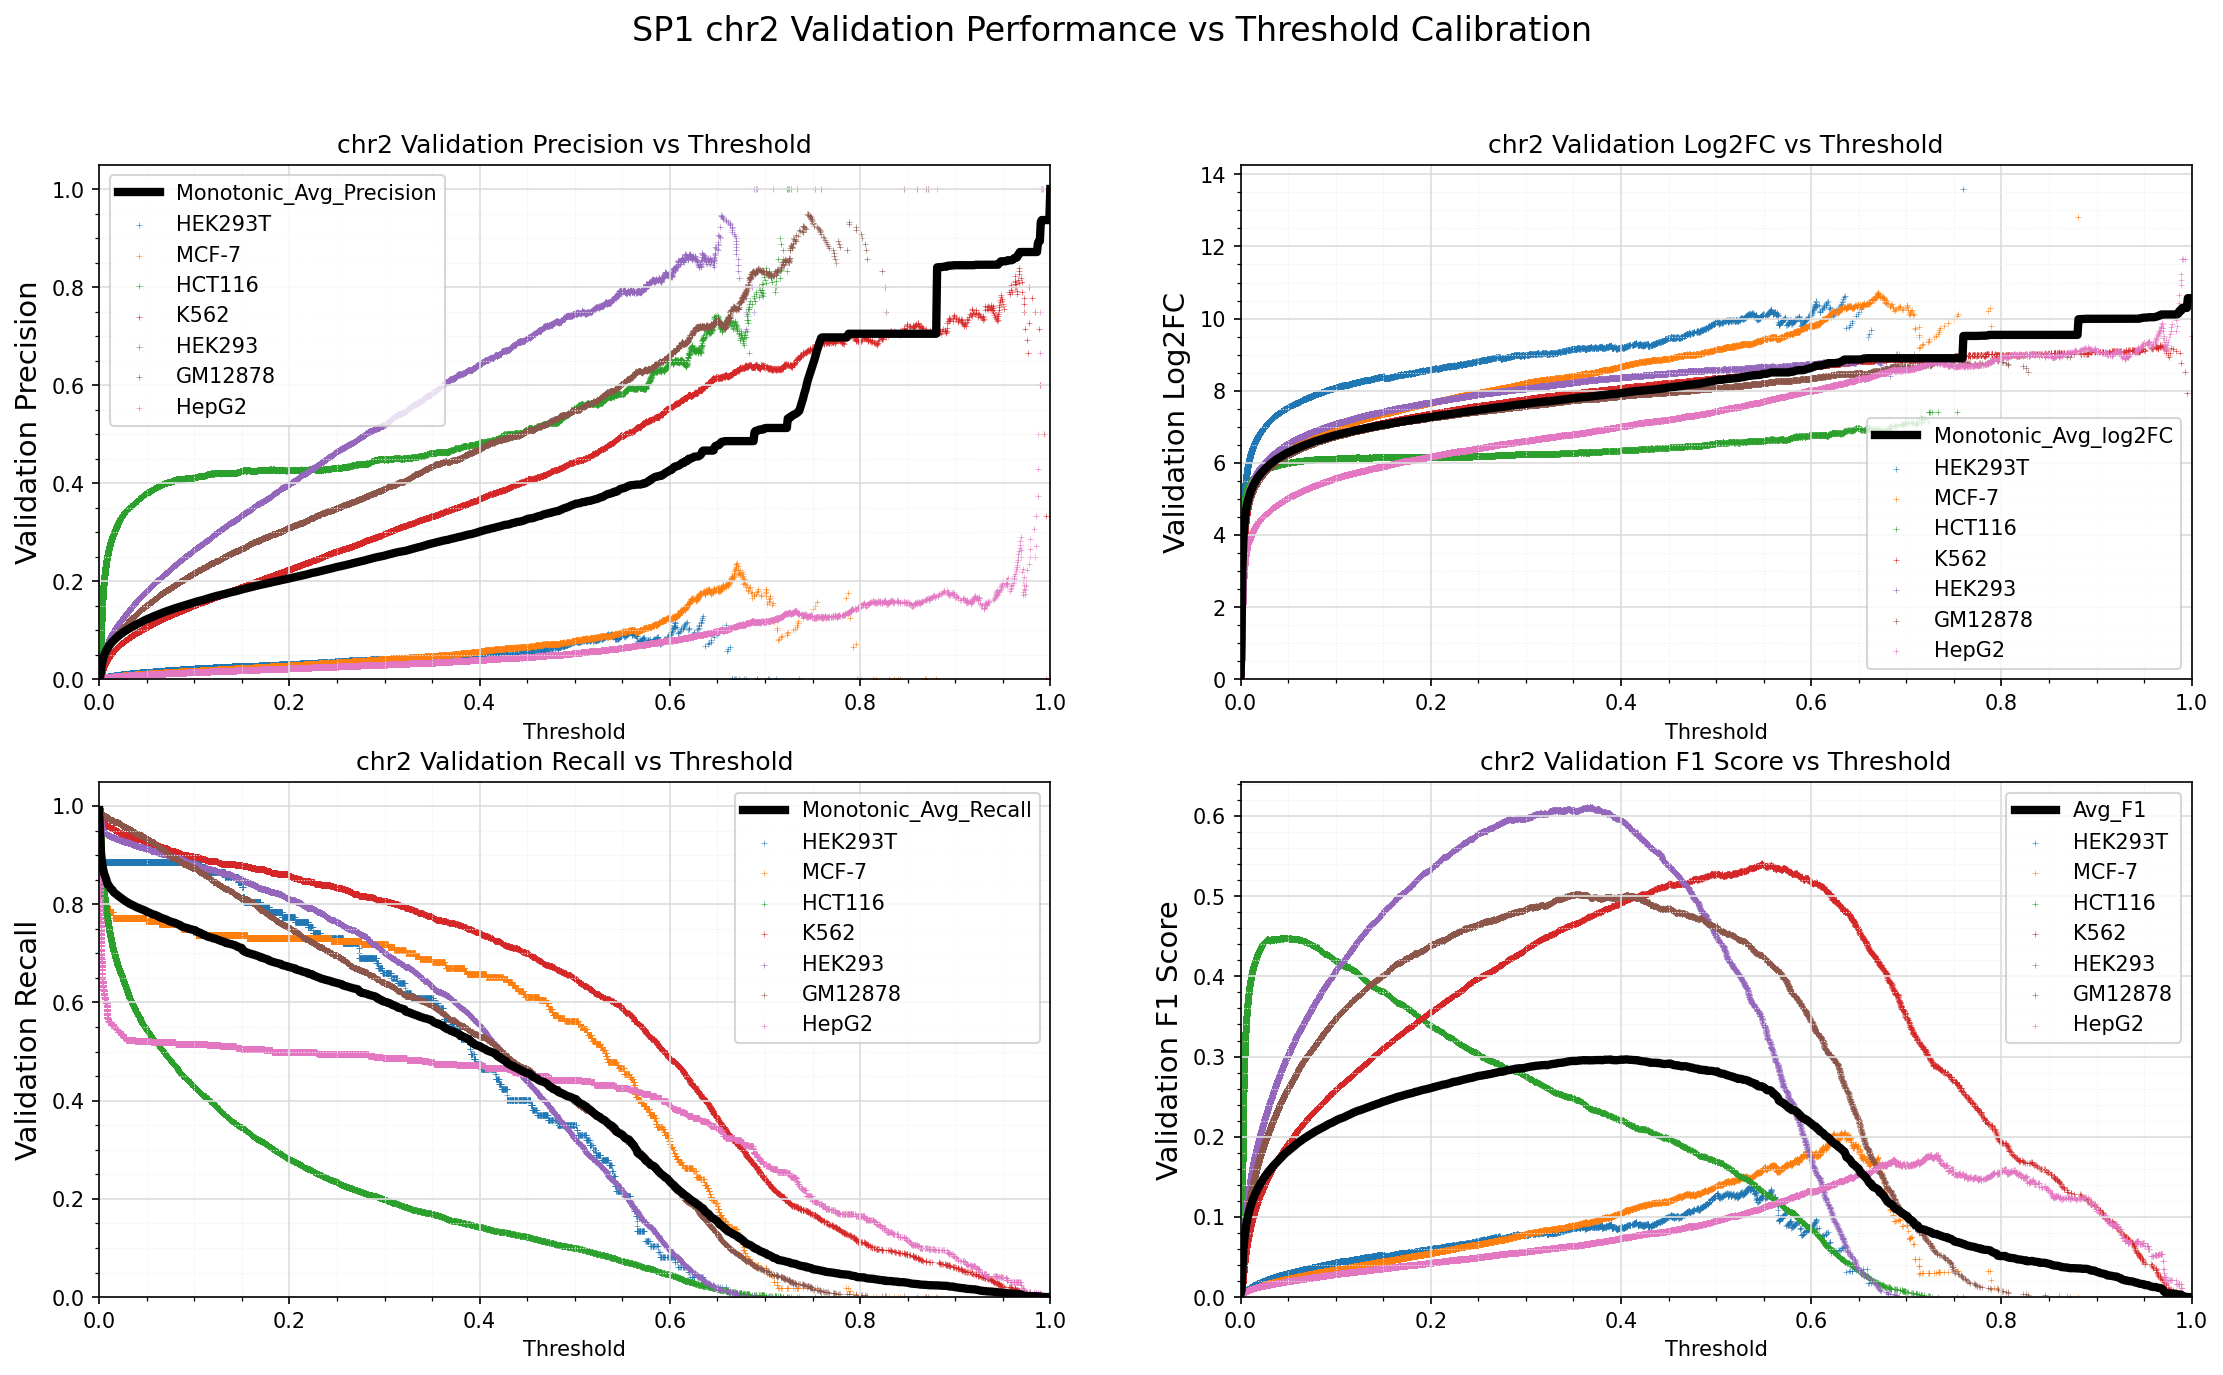 SP1 chr2 Validation Performance vs Threshold Calibration
chr2 Validation Precision vs Threshold
Validation Precision
1.0
0.8
0.6
0.4
0.2
0.0
Monotonic_Avg_Precision
HEK293T
MCF-7
HCT116
K562
HEK293
GM12878
HepG2
0.0 0.2 0.4 0.6 0.8 1.0
Threshold
chr2 Validation Log2FC vs Threshold
Validation Log2FC
14
12
10
8
6
4
2
0
Monotonic_Avg_log2FC
HEK293T
MCF-7
HCT116
K562
HEK293
GM12878
HepG2
0.0 0.2 0.4 0.6 0.8 1.0
Threshold
chr2 Validation Recall vs Threshold
Validation Recall
1.0
0.8
0.6
0.4
0.2
0.0
Monotonic_Avg_Recall
HEK293T
MCF-7
HCT116
K562
HEK293
GM12878
HepG2
0.0 0.2 0.4 0.6 0.8 1.0
Threshold
chr2 Validation F1 Score vs Threshold
Validation F1 Score
0.6
0.5
0.4
0.3
0.2
0.1
0.0
Avg_F1
HEK293T
MCF-7
HCT116
K562
HEK293
GM12878
HepG2
0.0 0.2 0.4 0.6 0.8 1.0
Threshold